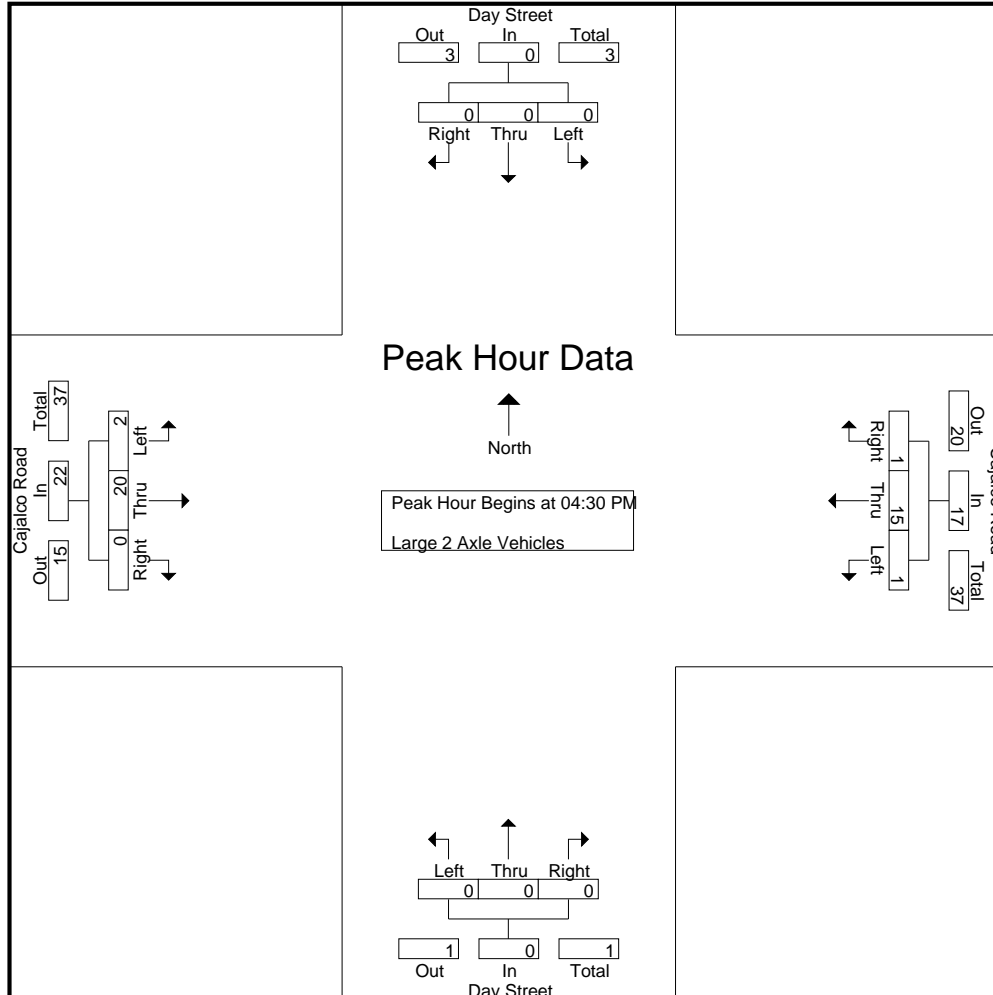 Day Street
Out In Total
3 0 3
0 0 0
Right Thru Left
Peak Hour Data
North
Peak Hour Begins at 04:30 PM
Large 2 Axle Vehicles
Cajalco Road
Out In Total
15 22 37
0 20 2
Right Thru Left
Cajalco Road
Out In Total
20 17 37
1 15 1
Right Thru Left
Left Thru Right
0 0 0
1 0 1
Out In Total
Day Street